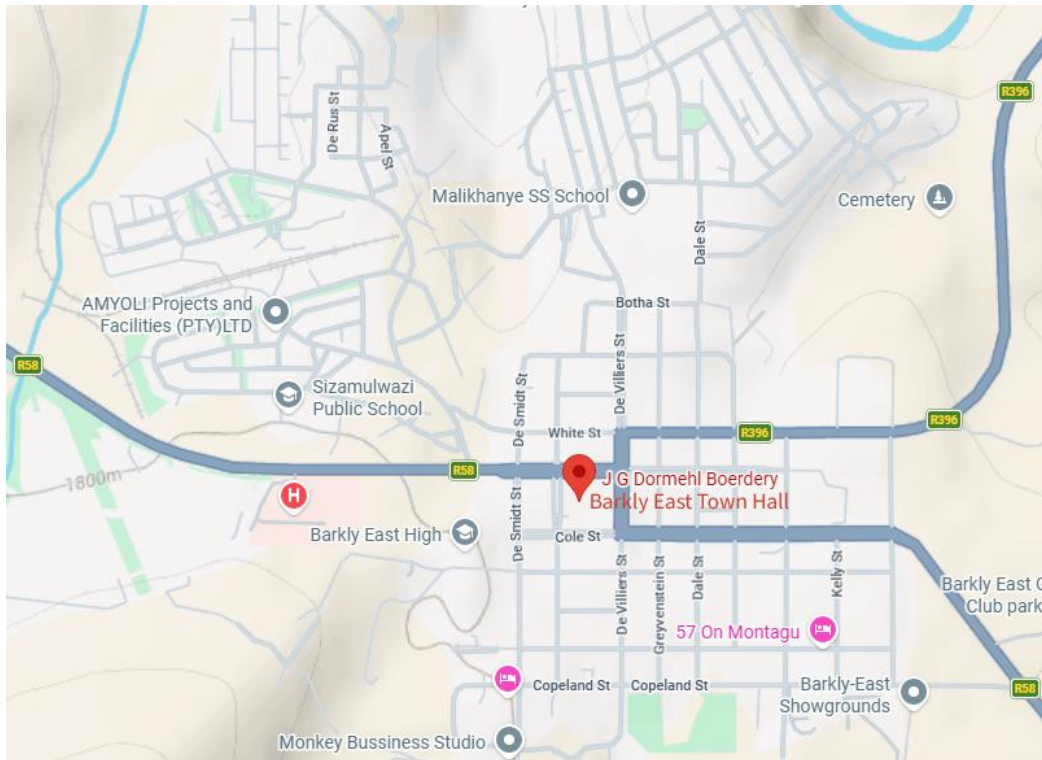 R396
De Rus St
Apel St
Malikhanye SS School
Cemetery
Dale St
AMYOLI Projects and
Facilities (PTY)LTD
Botha St
De Villiers St
R58
Sizamulwazi
Public School
De Smidt St
White St
R396
R396
1800m
R58
J G Dormehl Boerdery
Barkly East Town Hall
H
Barkly East High
De Smidt St
Cole St
De Villiers St
Greyvenstein St
Dale St
Kelly St
Barkly East G
Club park
57 On Montagu
Copeland St
Copeland St
Barkly-East
Showgrounds
R58
Monkey Bussiness Studio